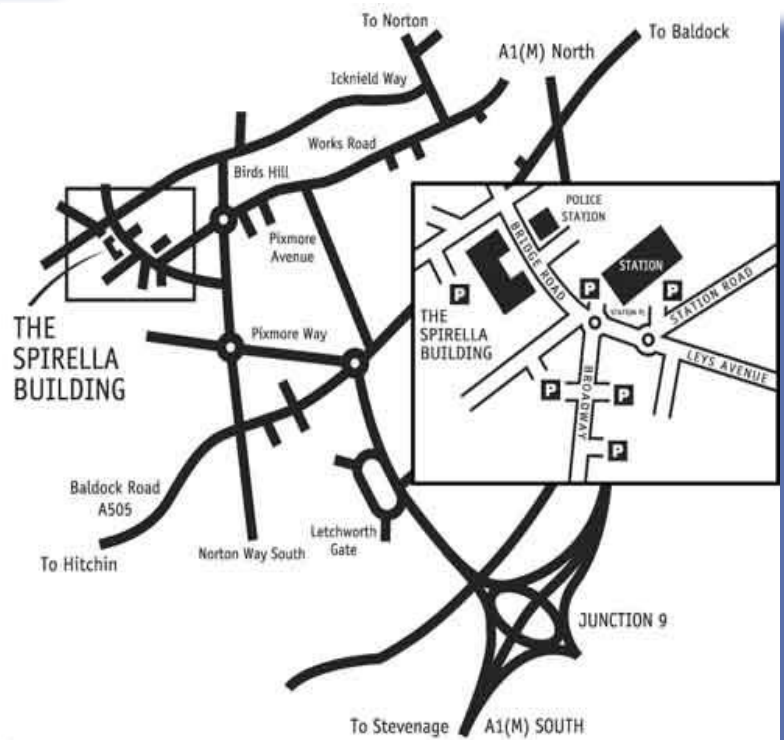 To Norton
To Baldock
A1(M) North
Icknield Way
Works Road
Birds Hill
Pixmore
Avenue
THE
SPIRELLA
BUILDING
Pixmore Way
Baldock Road
A505
To Hitchin
Norton Way South
Letchworth
Gate
JUNCTION 9
To Stevenage
A1(M) SOUTH
POLICE
STATION
BRIDGE ROAD
STATION
P
P
P
STATION PL
STATION ROAD
THE
SPIRELLA
BUILDING
LEYS AVENUE
BROADWAY
P
P
P